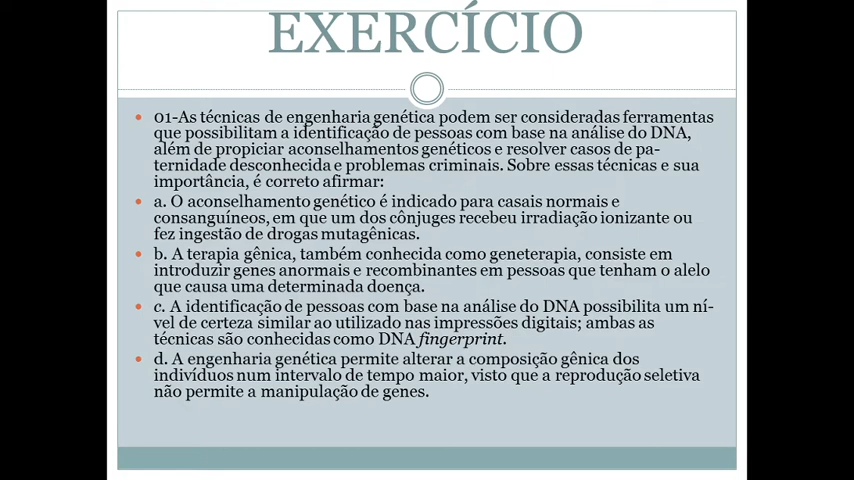 EXERCÍCIO
01-As técnicas de engenharia genética podem ser consideradas ferramentas
que possibilitam a identificação de pessoas com base na análise do DNA,
além de propiciar aconselhamentos genéticos e resolver casos de pa-
ternidade desconhecida e problemas criminais. Sobre essas técnicas e sua
importância, é correto afirmar:
a. O aconselhamento genético é indicado para casais normais e
consanguíneos, em que um dos cônjuges recebeu irradiação ionizante ou
fez ingestão de drogas mutagênicas.
b. A terapia gênica, também conhecida como geneterapia, consiste em
introduzir genes anormais e recombinantes em pessoas que tenham o alelo
que causa uma determinada doença.
c. A identificação de pessoas com base na análise do DNA possibilita um ní-
vel de certeza similar ao utilizado nas impressões digitais; ambas as
técnicas são conhecidas como DNA fingerprint.
d. A engenharia genética permite alterar a composição gênica dos
indivíduos num intervalo de tempo maior, visto que a reprodução seletiva
não permite a manipulação de genes.